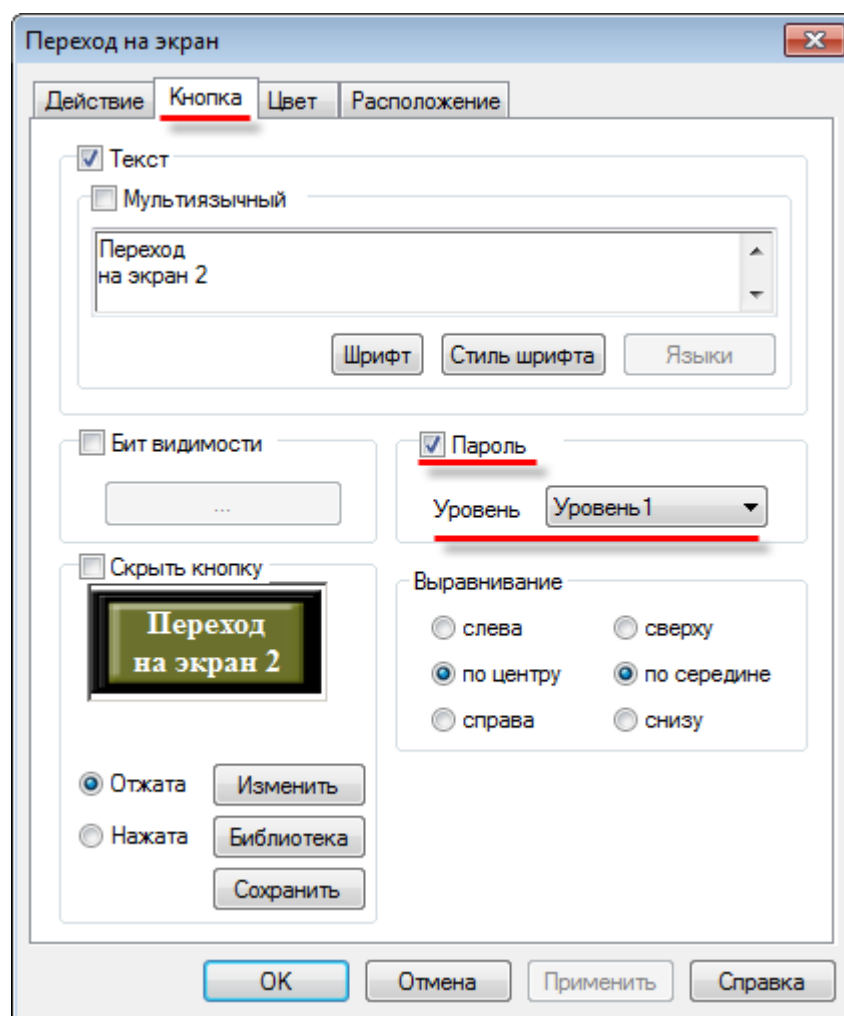 Переход на экран
Действие Кнопка Цвет Расположение
Текст
Мультиязычный
Переход
на экран 2
Шрифт Стиль шрифта Языки
Бит видимости
...
Пароль
Уровень Уровень1
Скрыть кнопку
Переход
на экран 2
Отжата Изменить
Нажата Библиотека
Сохранить
Выравнивание
слева сверху
по центру по середине
справа снизу
OK Отмена Применить Справка